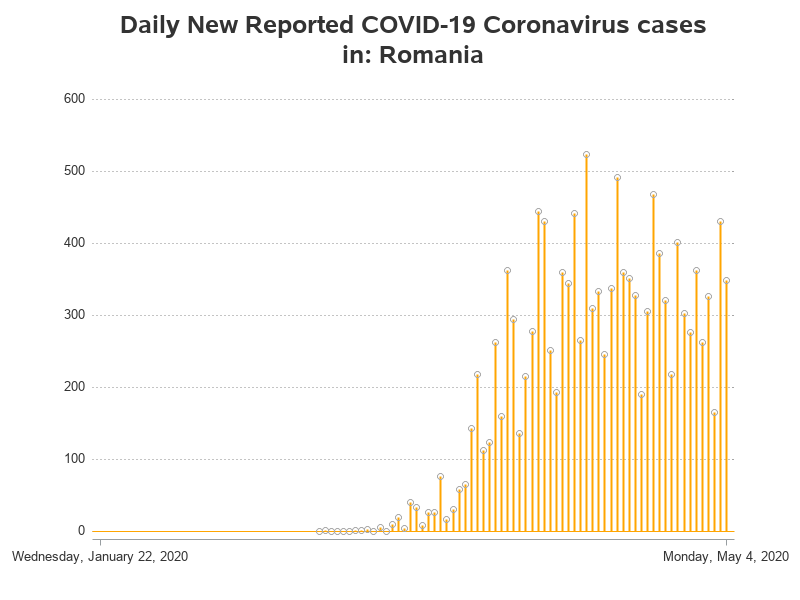 Daily New Reported COVID-19 Coronavirus cases
in: Romania
600
500
400
300
200
100
0
Wednesday, January 22, 2020 Monday, May 4, 2020